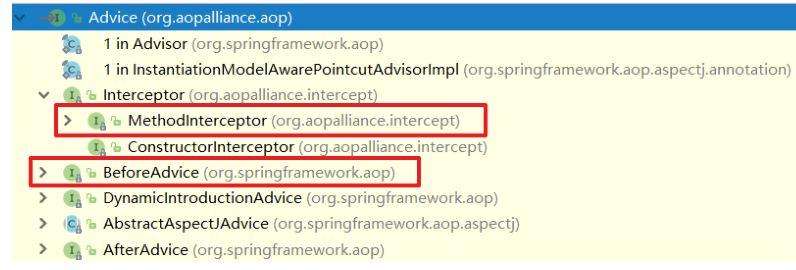 Advice (org.aopalliance.aop)
1 in Advisor (org.springframework.aop)
1 in InstantiationModelAwarePointcutAdvisorImpl (org.springframework.aop.aspectj.annotation)
Interceptor (org.aopalliance.intercept)
MethodInterceptor (org.aopalliance.intercept)
ConstructorInterceptor (org.aopalliance.intercept)
BeforeAdvice (org.springframework.aop)
DynamicIntroductionAdvice (org.springframework.aop)
AbstractAspectJAdvice (org.springframework.aop.aspectj)
AfterAdvice (org.springframework.aop)